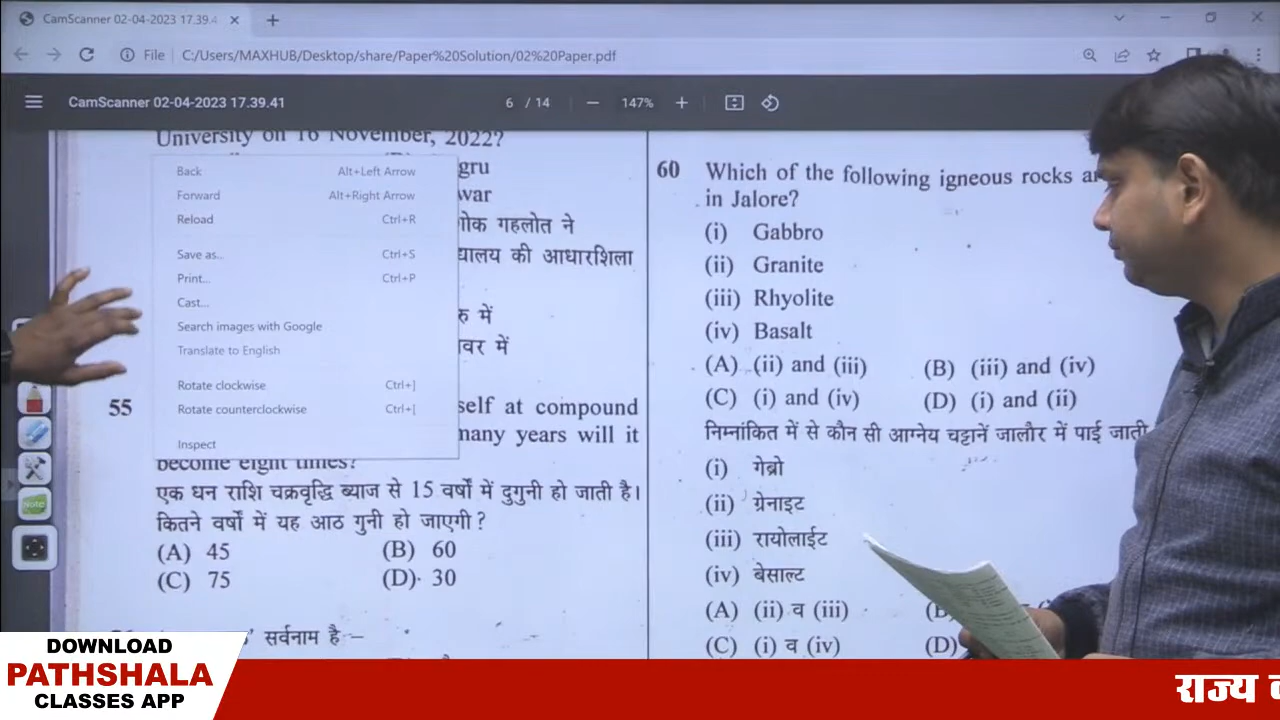 CamScanner 02-04-2023 17.39.4
File C:/Users/MAXHUB/Desktop/share/Paper%20Solution/02%20Paper.pdf
CamScanner 02-04-2023 17.39.41
6 / 14
147%
University on 16 November, 2022?
gru
war
गहलोत ने
की आधारशिला
में
में
Back Alt+Left Arrow
Forward Alt+Right Arrow
Reload Ctrl+R
Save as... Ctrl+S
Print... Ctrl+P
Cast...
Search images with Google
Translate to English
Rotate clockwise Ctrl+]
Rotate counterclockwise Ctrl+[
Inspect
55
self at compound
many years will it
become eight times?
एक धन राशि चक्रवृद्धि ब्याज से 15 वर्षों में दुगुनी हो जाती है।
कितने वर्षों में यह आठ गुनी हो जाएगी ?
(A) 45 (B) 60
(C) 75 (D) 30
सर्वनाम है –
60 Which of the following igneous rocks
in Jalore?
(i) Gabbro
(ii) Granite
(iii) Rhyolite
(iv) Basalt
(A) (ii) and (iii) (B) (iii) and (iv)
(C) (i) and (iv) (D) (i) and (ii)
निम्नांकित में से कौन सी आग्नेय चट्टानें जालौर में पाई जाती
(i) गेब्रो
(ii) ग्रेनाइट
(iii) रायोलाईट
(iv) बेसाल्ट
(A) (ii) व (iii)
(C) (i) व (iv) (D)
Note
DOWNLOAD
PATHSHALA
CLASSES APP
राज्य